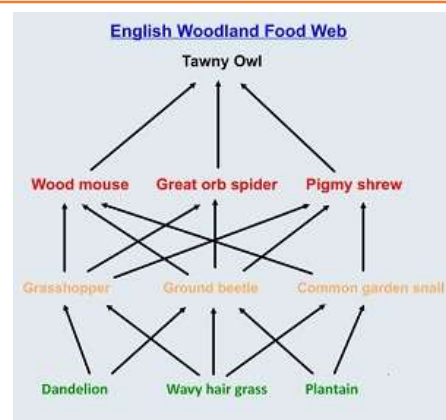 English Woodland Food Web
Tawny Owl
Wood mouse Great orb spider Pigmy shrew
Grasshopper Ground beetle Common garden snail
Dandelion Wavy hair grass Plantain